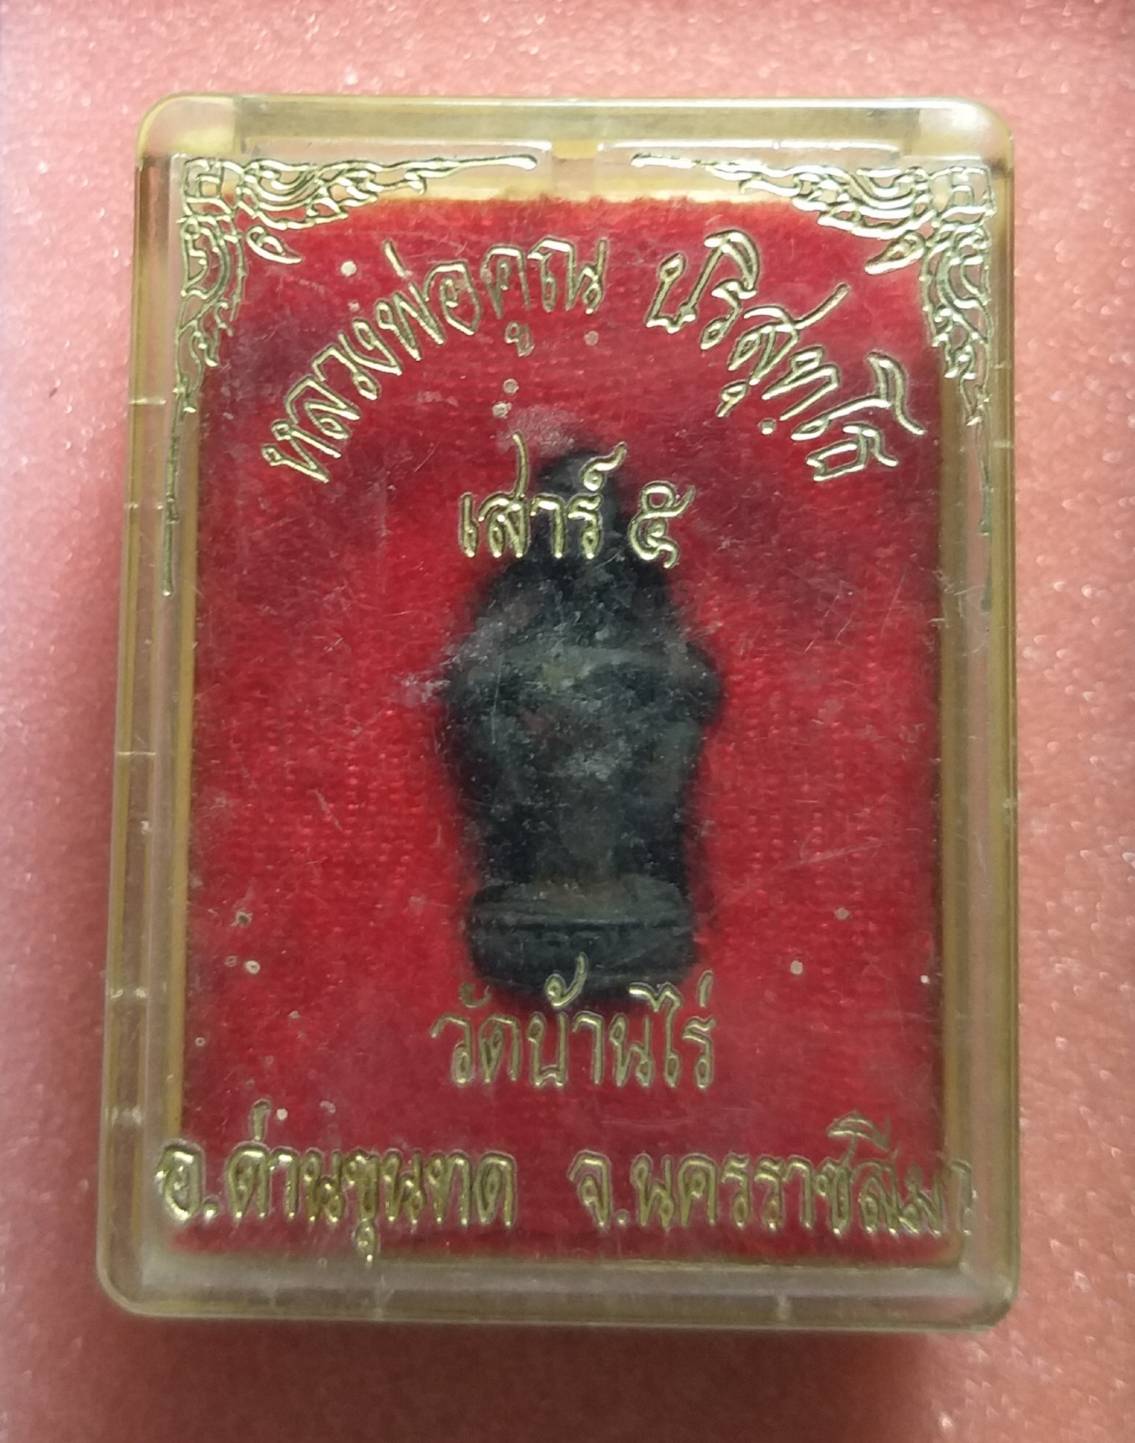 หลวงพ่อคูณ ปริสุทฺโธ
เสาร์ ๕
วัดบ้านไร่
อ.ด่านขุนทด จ.นครราชสีมา